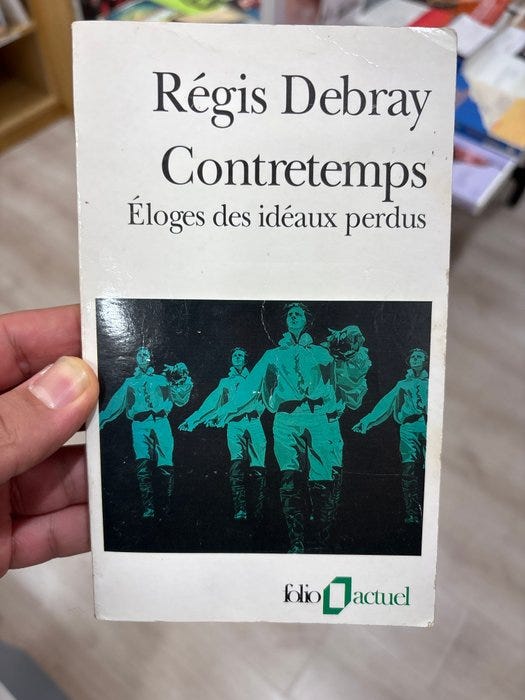 Régis Debray
Contretemps
Éloges des idéaux perdus
folio actuel